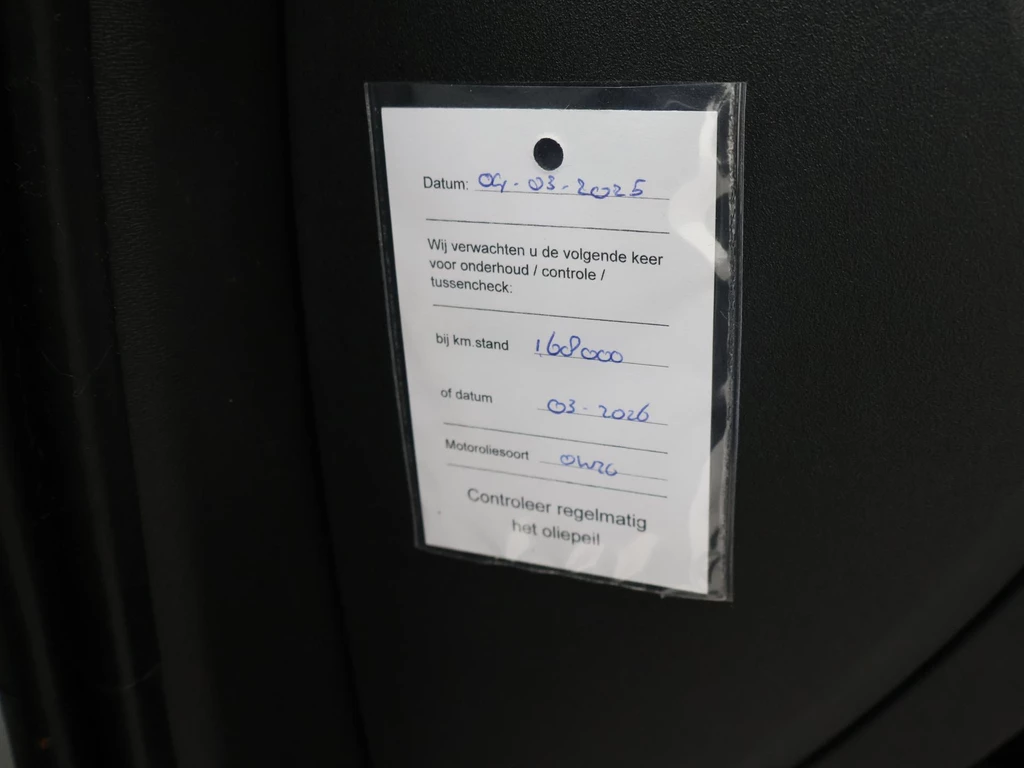 Datum: 04-03-2025
Wij verwachten u de volgende keer
voor onderhoud / controle /
tussencheck:
bij km.stand 168000
of datum 03-2026
Motoroliesoort 0W20
Controleer regelmatig
het oliepeil